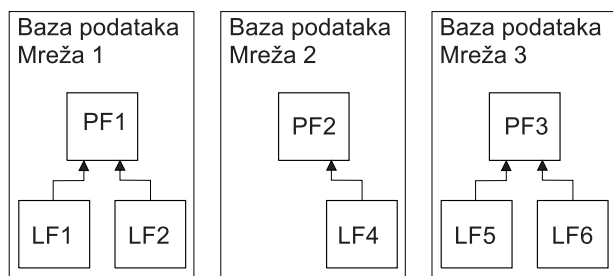 Baza podataka
Mreža 1
PF1
LF1
LF2
Baza podataka
Mreža 2
PF2
LF4
Baza podataka
Mreža 3
PF3
LF5
LF6